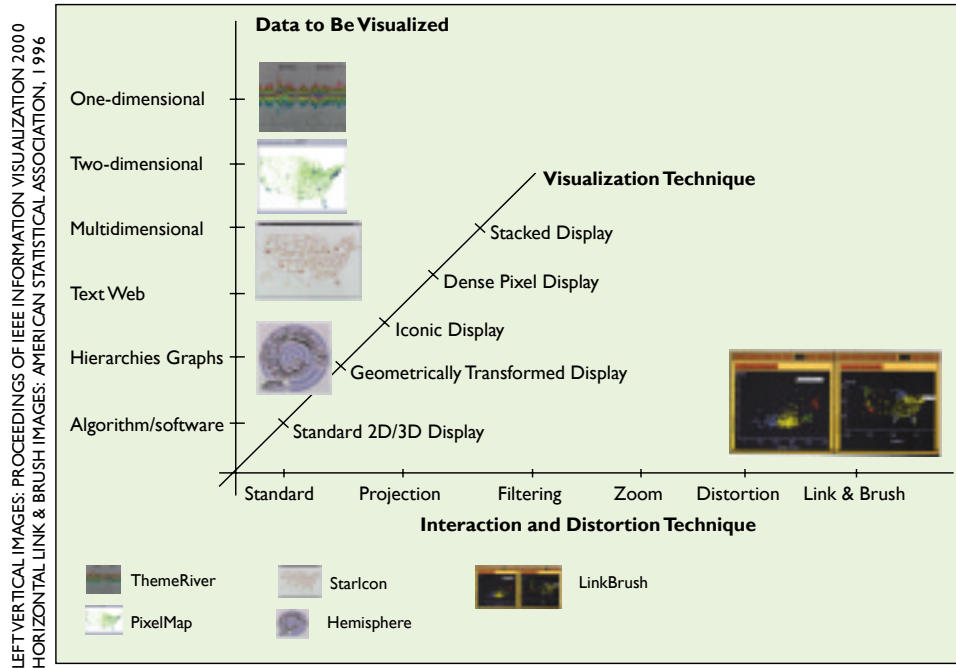 LEFT VERTICAL IMAGES: PROCEEDINGS OF IEEE INFORMATION VISUALIZATION 2000
HORIZONTAL LINK & BRUSH IMAGES: AMERICAN STATISTICAL ASSOCIATION, 1996
Data to Be Visualized
One-dimensional
Two-dimensional
Multidimensional
Text Web
Hierarchies Graphs
Algorithm/software
Visualization Technique
Stacked Display
Dense Pixel Display
Iconic Display
Geometrically Transformed Display
Standard 2D/3D Display
Standard
Projection
Filtering
Zoom
Distortion
Link & Brush
Interaction and Distortion Technique
ThemeRiver
StarIcon
LinkBrush
PixelMap
Hemisphere